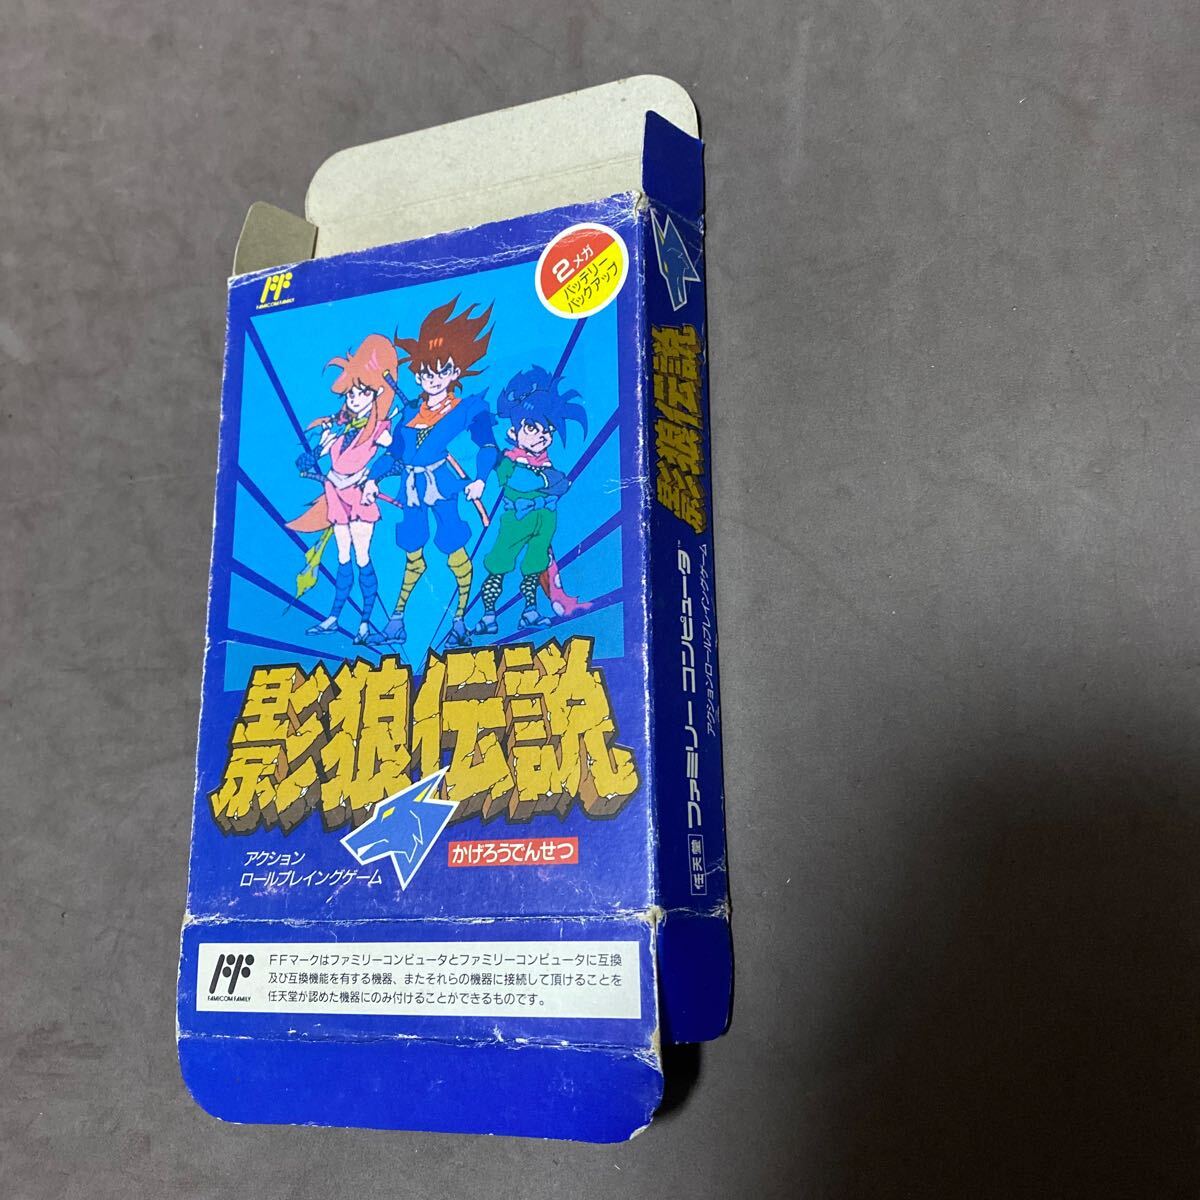 FAMICOM FAMILY
2メガ
バッテリー
バックアップ
影狼伝説
かげろうでんせつ
アクション
ロールプレイングゲーム
FAMICOM FAMILY
FFマークはファミリーコンピュータとファミリーコンピュータに互換
及び互換機能を有する機器、またそれらの機器に接続して頂けることを
任天堂が認めた機器にのみ付けることができるものです。
影狼伝説
アクションロールプレイングゲーム
任天堂 ファミリーコンピュータ™